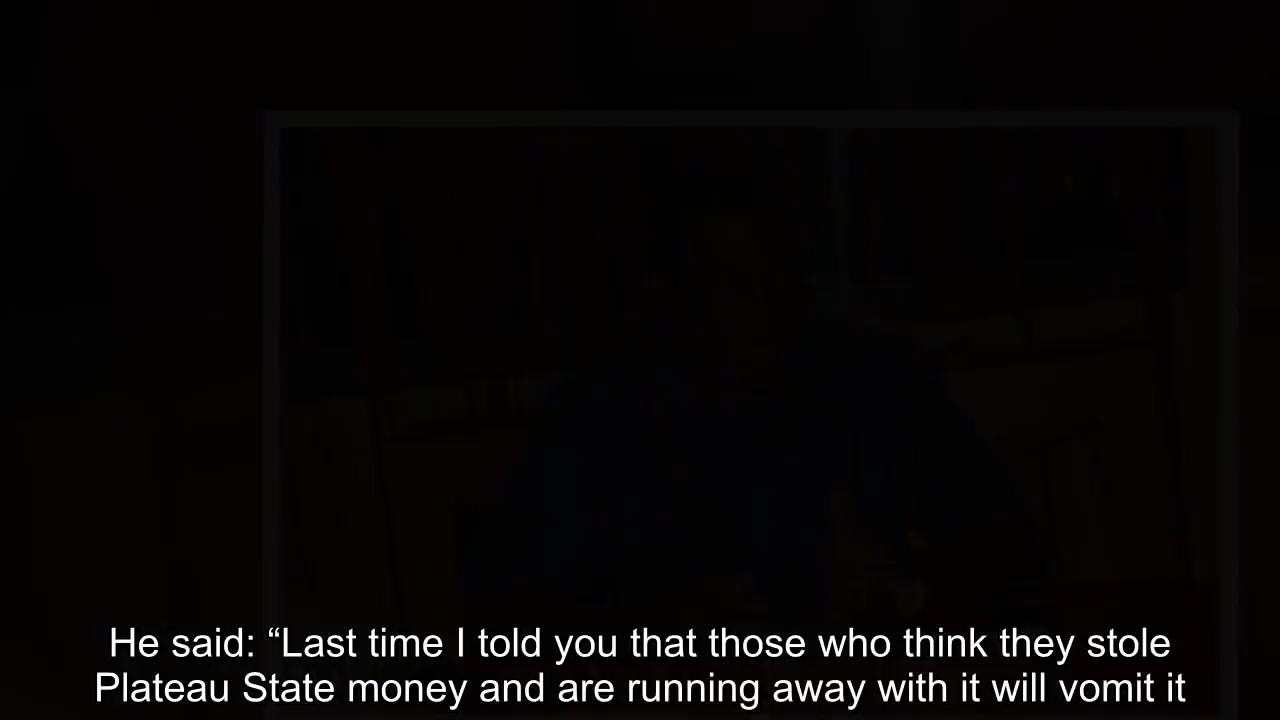 He said: “Last time I told you that those who think they stole
Plateau State money and are running away with it will vomit it